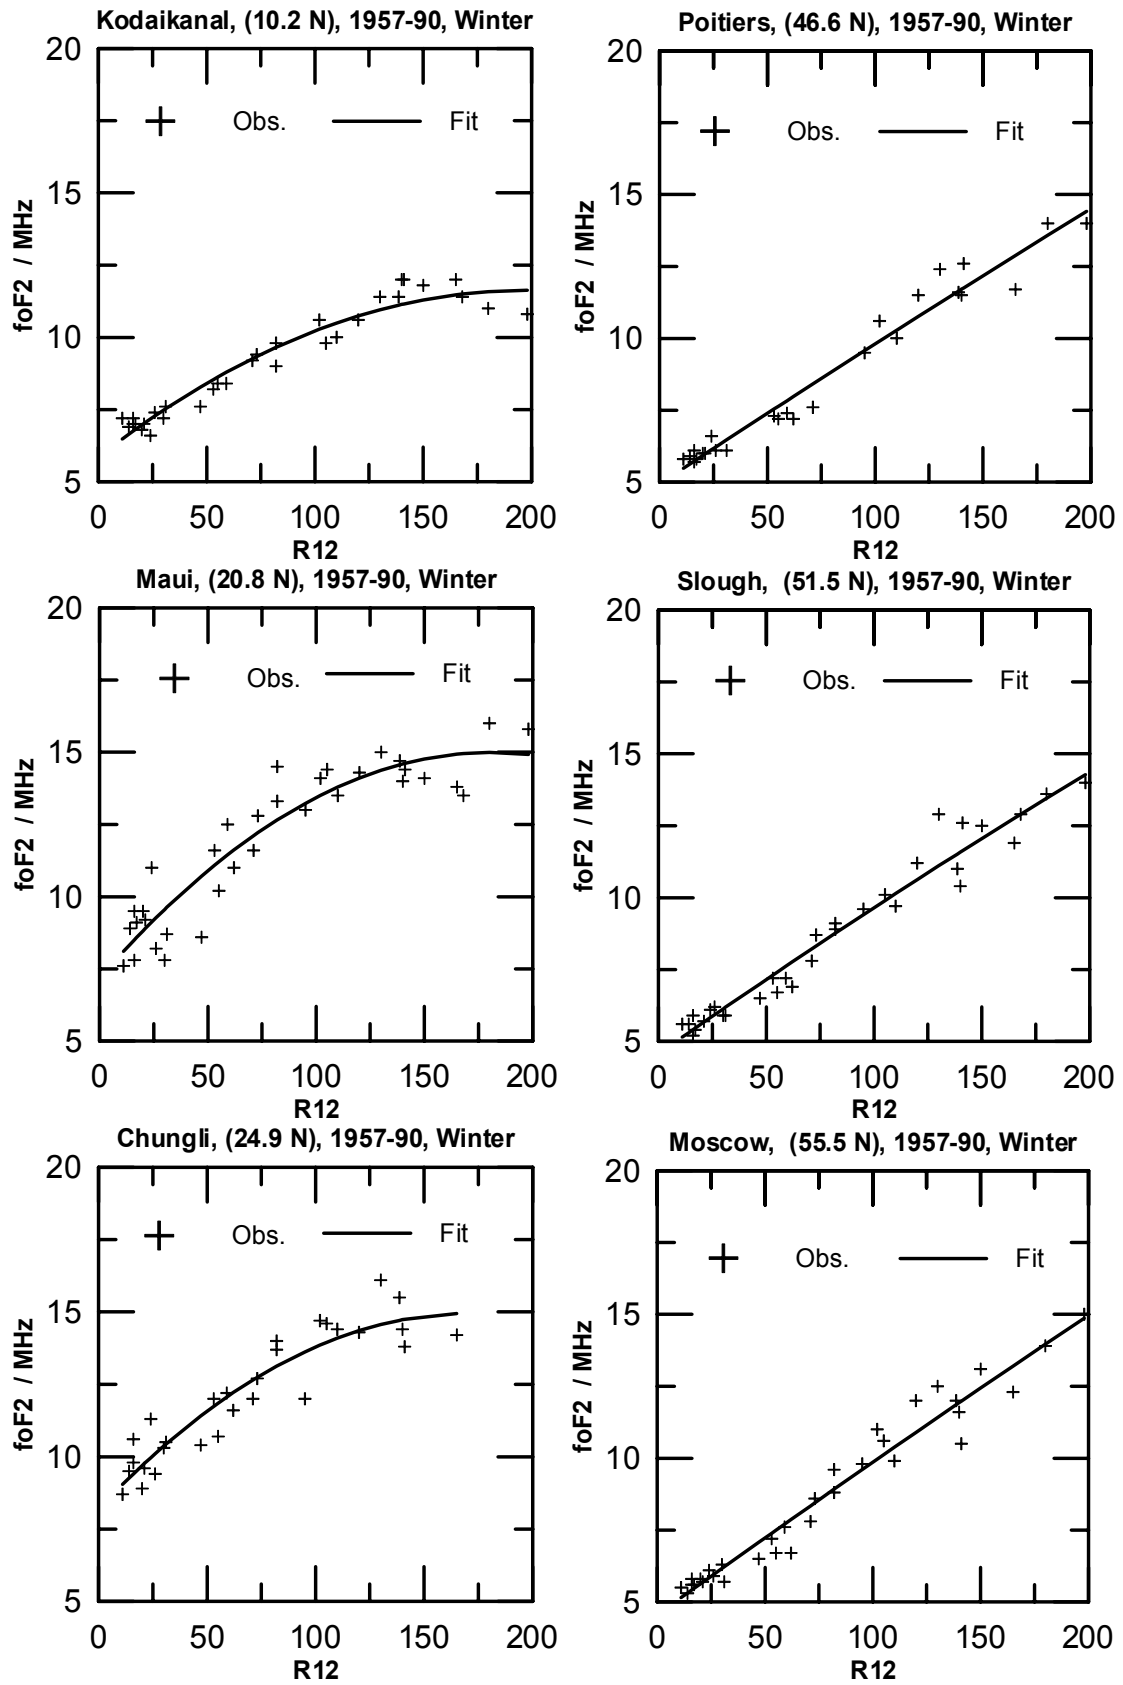 Kodaikanal, (10.2 N), 1957-90, Winter
20
Obs. Fit
15
foF2 / MHz
10
5
0 50 100 150 200
R12
Poitiers, (46.6 N), 1957-90, Winter
20
Obs. Fit
15
foF2 / MHz
10
5
0 50 100 150 200
R12
Maui, (20.8 N), 1957-90, Winter
20
Obs. Fit
15
foF2 / MHz
10
5
0 50 100 150 200
R12
Slough, (51.5 N), 1957-90, Winter
20
Obs. Fit
15
foF2 / MHz
10
5
0 50 100 150 200
R12
Chungli, (24.9 N), 1957-90, Winter
20
Obs. Fit
15
foF2 / MHz
10
5
0 50 100 150 200
R12
Moscow, (55.5 N), 1957-90, Winter
20
Obs. Fit
15
foF2 / MHz
10
5
0 50 100 150 200
R12